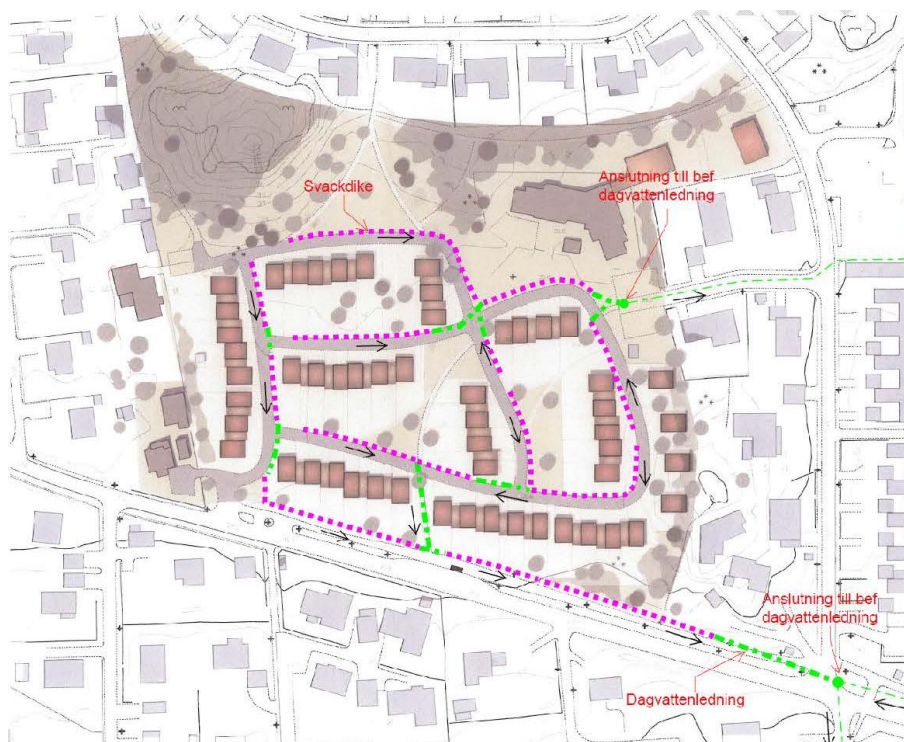 Svackdike
Anslutning till bef
dagvattenledning
Anslutning till bef
dagvattenledning
Dagvattenledning